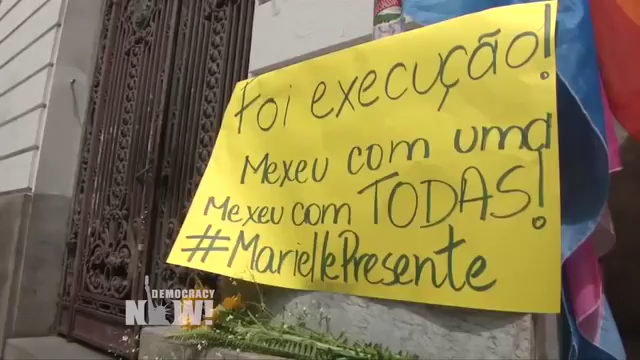 Foi execução!
Mexeu com uma
Mexeu com TODAS!
#MariellePresente
DEMOCRACY
NOW!